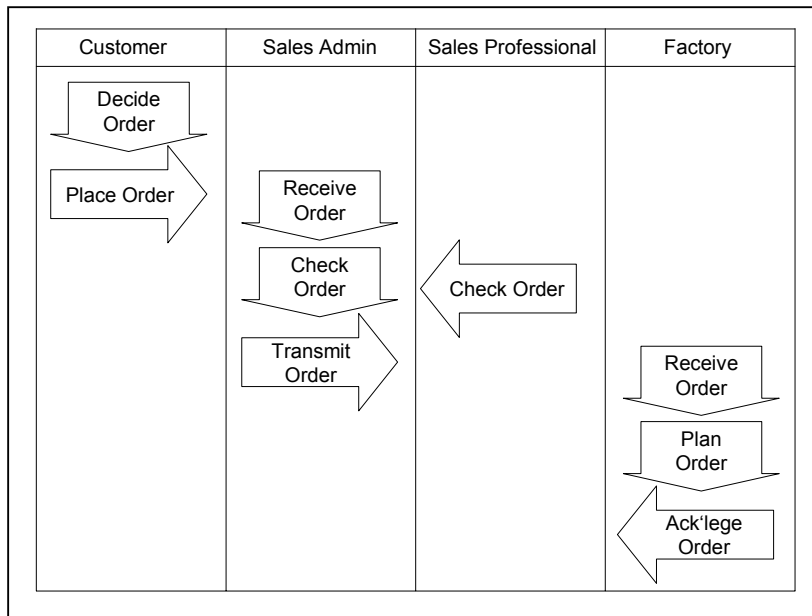 Customer
Sales Admin
Sales Professional
Factory
Decide
Order
Place Order
Receive
Order
Check
Order
Check Order
Transmit
Order
Receive
Order
Plan
Order
Ack‘lege
Order